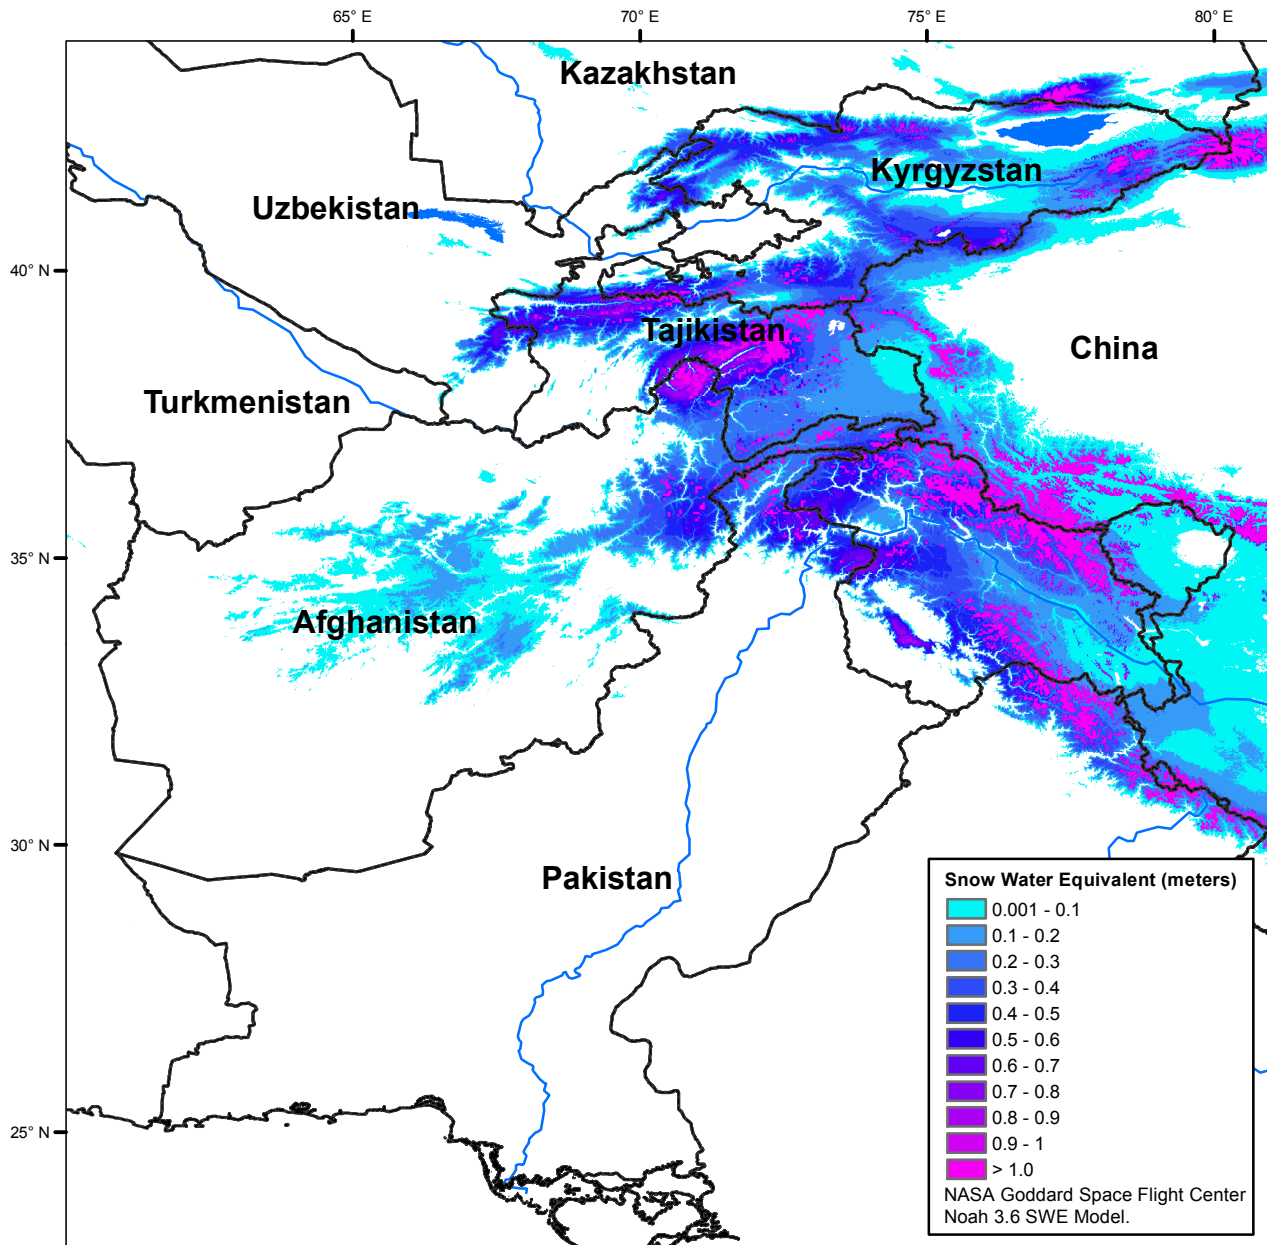 65° E 70° E 75° E 80° E
Kazakhstan
Kyrgyzstan
Uzbekistan
40° N
Tajikistan
China
Turkmenistan
35° N
Afghanistan
30° N
Pakistan
25° N
Snow Water Equivalent (meters)
0.001 - 0.1
0.1 - 0.2
0.2 - 0.3
0.3 - 0.4
0.4 - 0.5
0.5 - 0.6
0.6 - 0.7
0.7 - 0.8
0.8 - 0.9
0.9 - 1
> 1.0
NASA Goddard Space Flight Center
Noah 3.6 SWE Model.